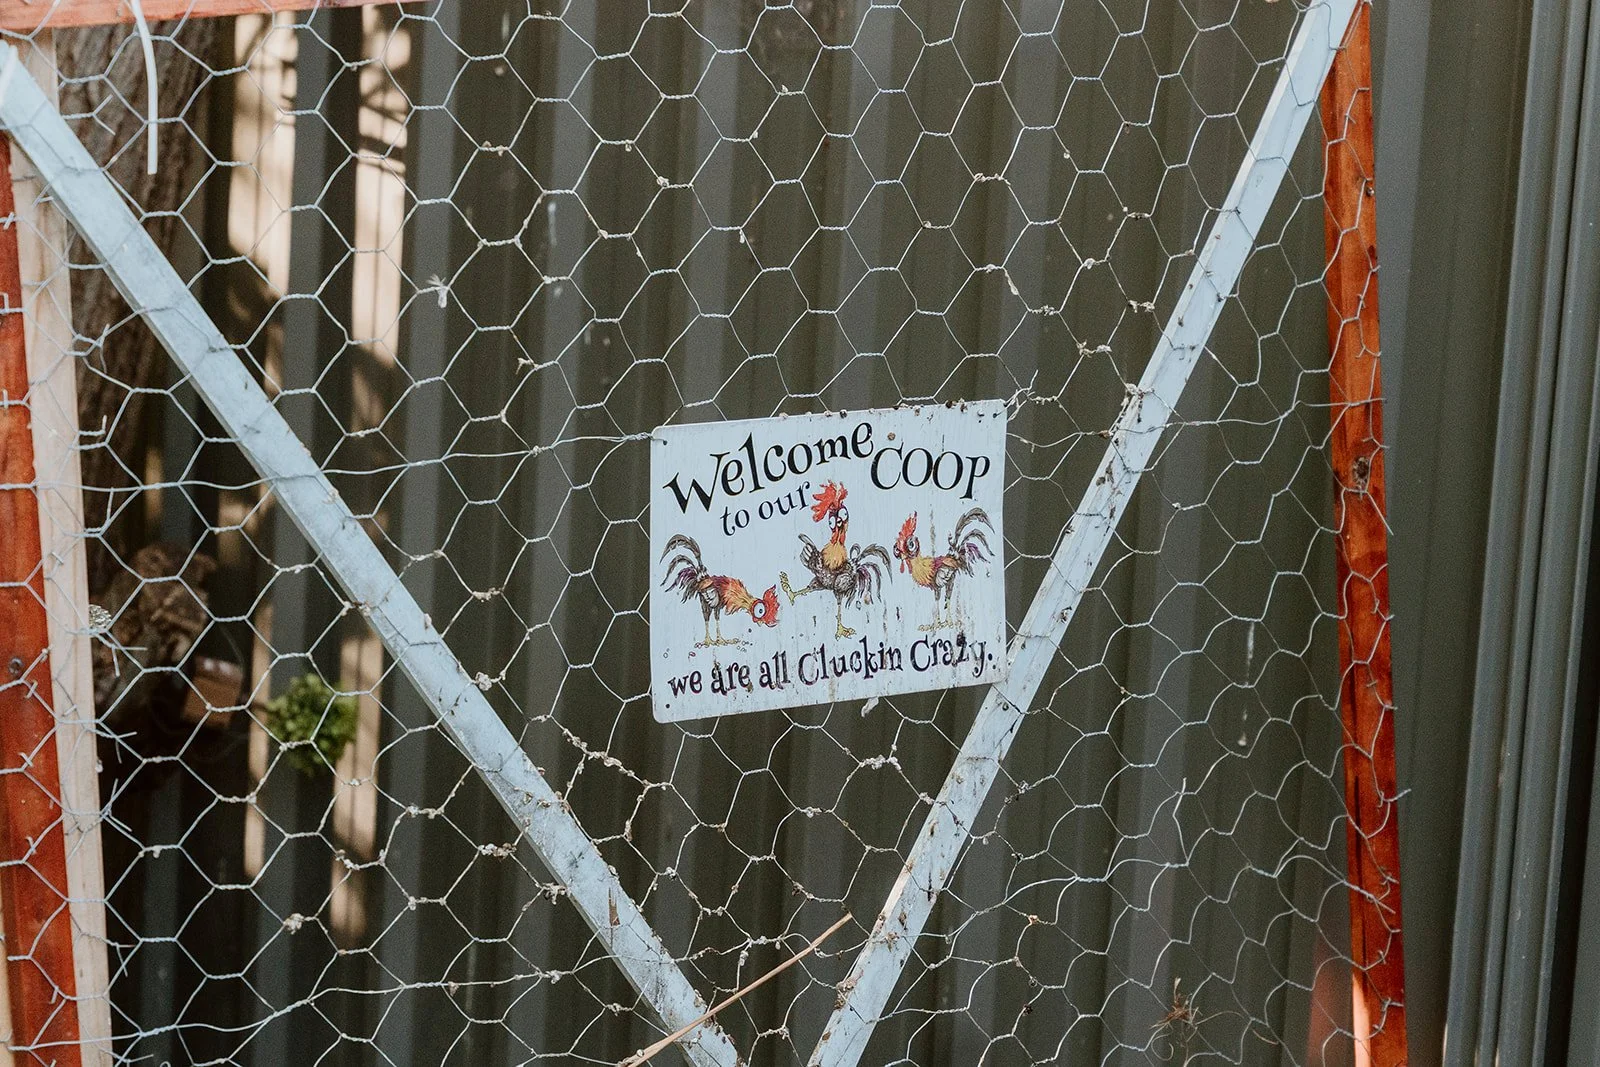 Welcome
to our COOP
we are all Cluckin Crazy.